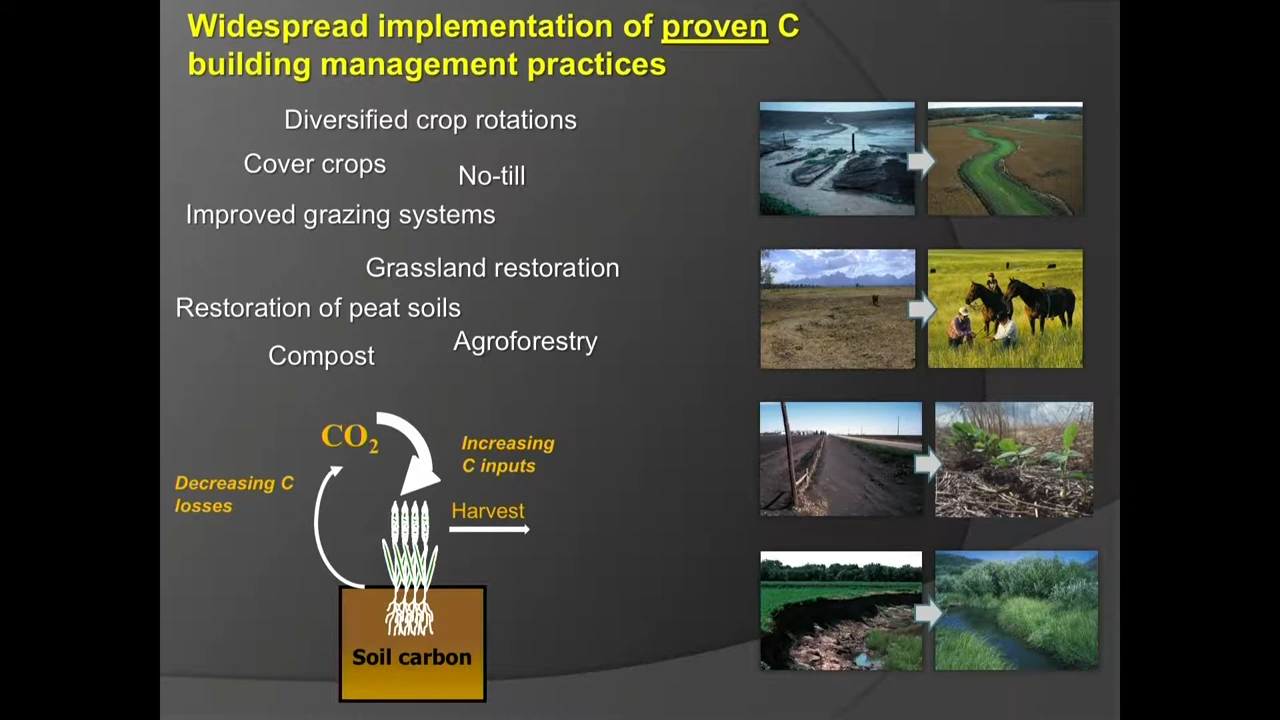 Widespread implementation of proven C
building management practices
Diversified crop rotations
Cover crops
No-till
Improved grazing systems
Grassland restoration
Restoration of peat soils
Agroforestry
Compost
CO₂
Increasing
C inputs
Decreasing C
losses
Harvest
Soil carbon